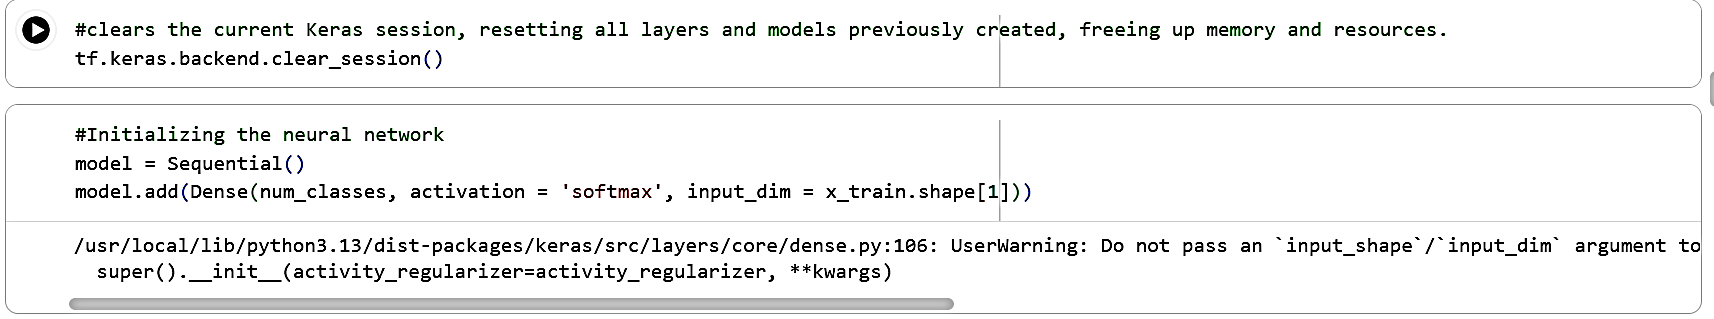 #clears the current Keras session, resetting all layers and models previously created, freeing up memory and resources.
tf.keras.backend.clear_session()
#Initializing the neural network
model = Sequential()
model.add(Dense(num_classes, activation = 'softmax', input_dim = x_train.shape[1]))
/usr/local/lib/python3.13/dist-packages/keras/src/layers/core/dense.py:106: UserWarning: Do not pass an `input_shape`/`input_dim` argument to
super().__init__(activity_regularizer=activity_regularizer, **kwargs)